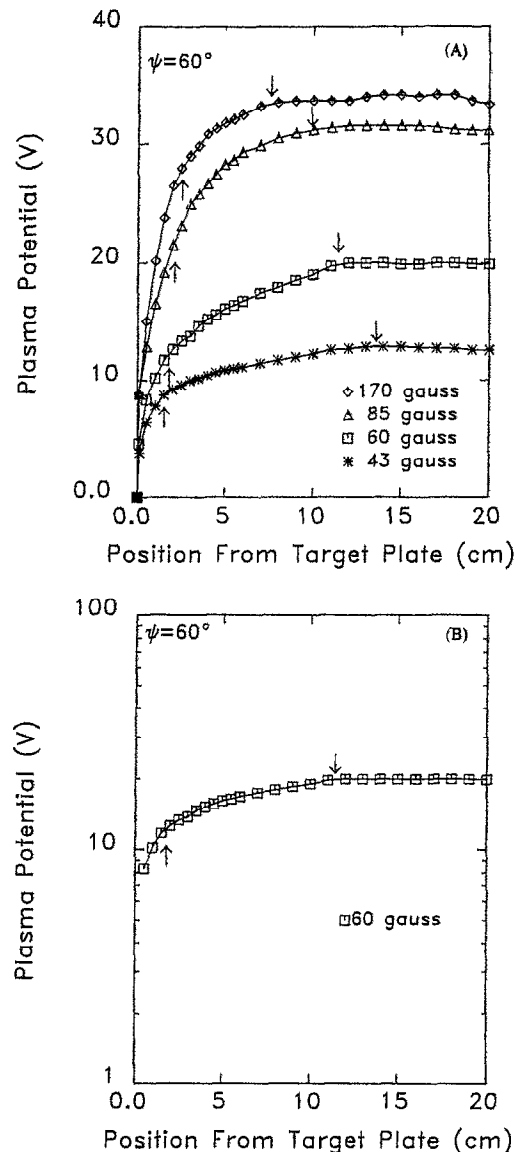 (A)
ψ=60°
40
30
20
10
0.0
Plasma Potential (V)
◇ 170 gauss
△ 85 gauss
□ 60 gauss
✳ 43 gauss
0.0 5 10 15 20
Position From Target Plate (cm)
(B)
ψ=60°
100
10
1
Plasma Potential (V)
□60 gauss
0.0 5 10 15 20
Position From Target Plate (cm)